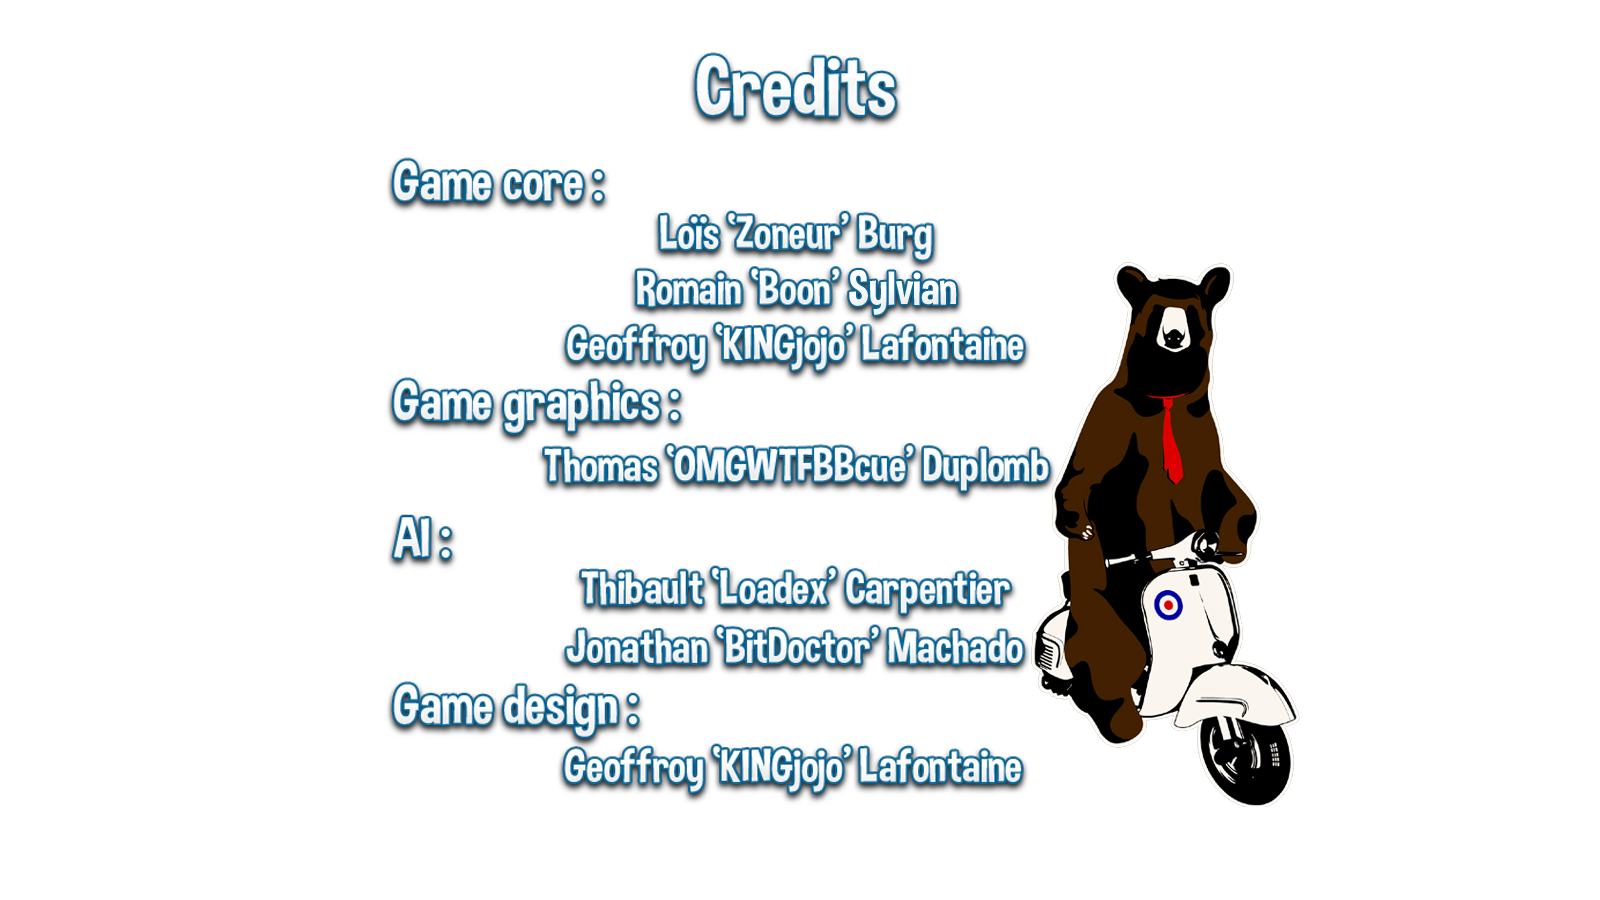 Credits
Game core :
Loïs ‘Zoneur’ Burg
Romain ‘Boon’ Sylvian
Geoffroy ‘KINGjojo’ Lafontaine
Game graphics :
Thomas ‘OMGWTFBBcue’ Duplomb
AI :
Thibault ‘Loadex’ Carpentier
Jonathan ‘BitDoctor’ Machado
Game design :
Geoffroy ‘KINGjojo’ Lafontaine